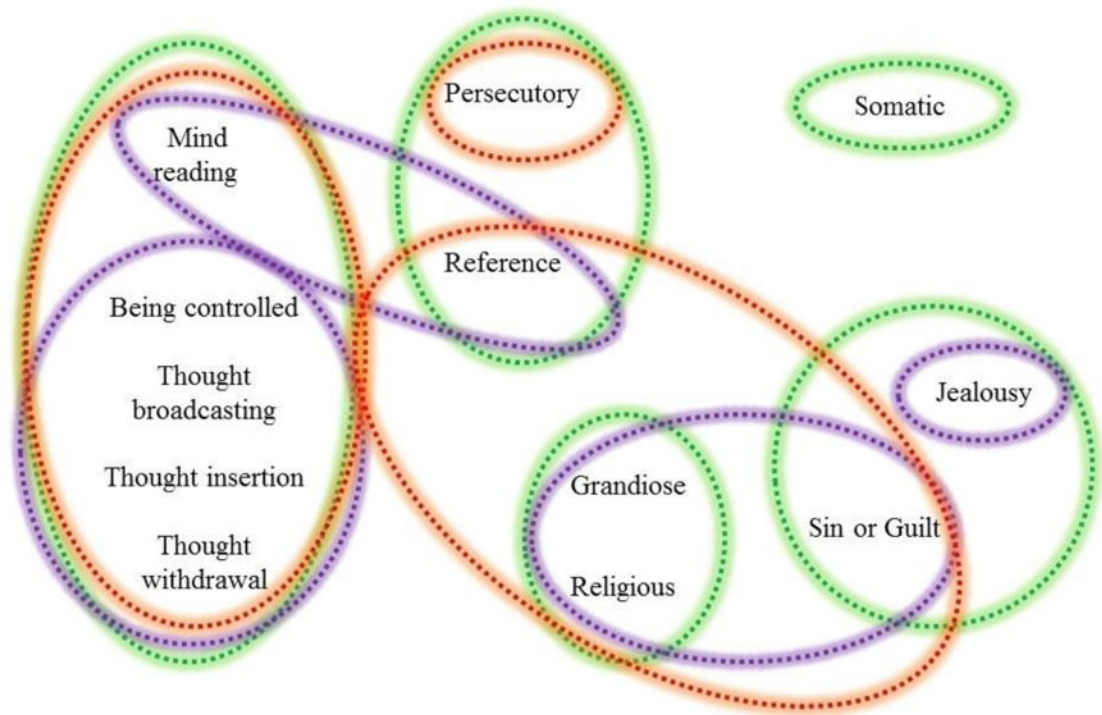 Mind
reading
Being controlled
Thought
broadcasting
Thought insertion
Thought
withdrawal
Persecutory
Reference
Somatic
Jealousy
Grandiose
Sin or Guilt
Religious